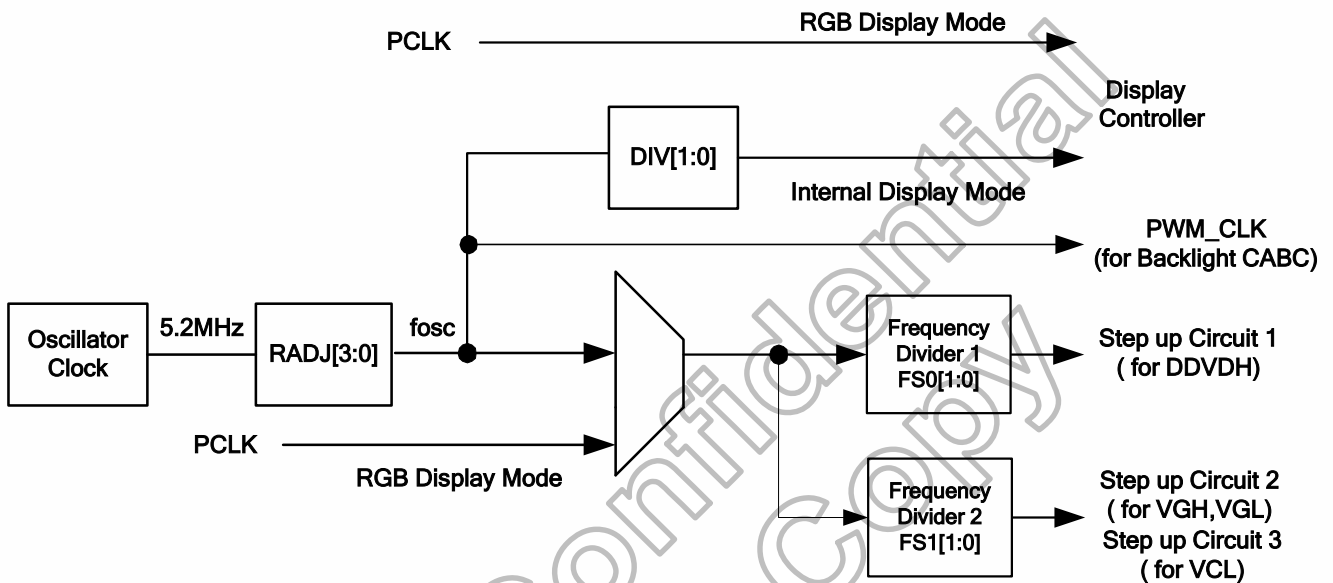 RGB Display Mode
PCLK
Display
Controller
DIV[1:0]
Internal Display Mode
PWM_CLK
(for Backlight CABC)
Oscillator
Clock
5.2MHz
RADJ[3:0]
fosc
Frequency
Divider 1
FS0[1:0]
Step up Circuit 1
( for DDVDH)
PCLK
RGB Display Mode
Frequency
Divider 2
FS1[1:0]
Step up Circuit 2
( for VGH,VGL)
Step up Circuit 3
( for VCL)
Confidential
Copy